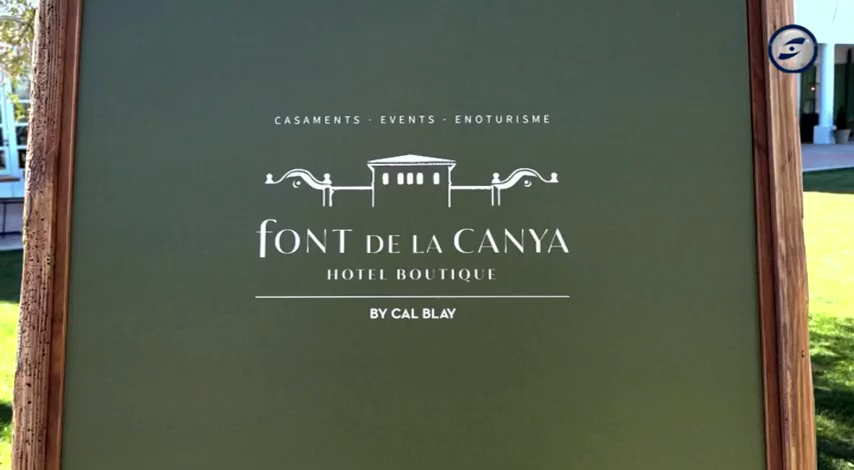 CASAMENTS · EVENTS · ENOTURISME
fONT DE LA CANYA
HOTEL BOUTIQUE
BY CAL BLAY